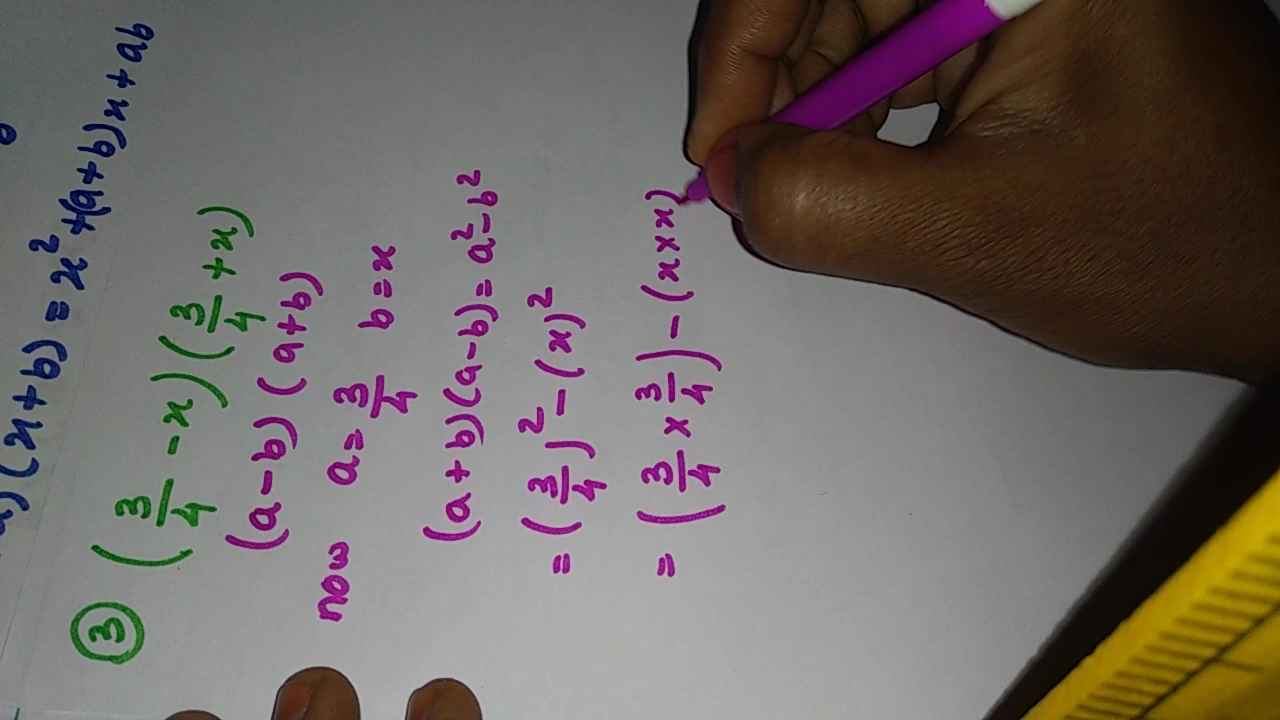 (x+b) = x² + (a+b)x + ab
③ (3/4 - x) (3/4 + x)
(a-b) (a+b)
now a = 3/4 b = x
(a+b) (a-b) = a² - b²
= (3/4)² - (x)²
= (3/4 × 3/4) - (x × x)